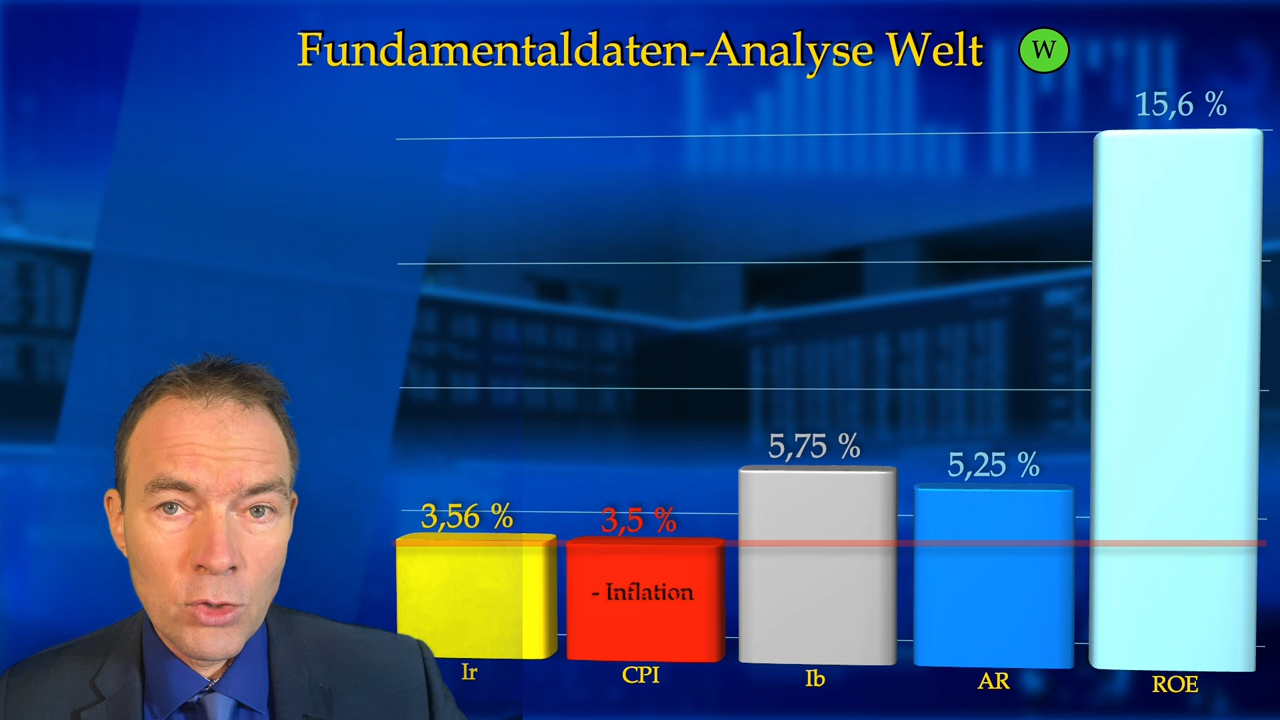 Fundamentaldaten-Analyse Welt W
15,6 %
5,75 %
5,25 %
3,56 %
3,5 %
- Inflation
Ir
CPI
Ib
AR
ROE